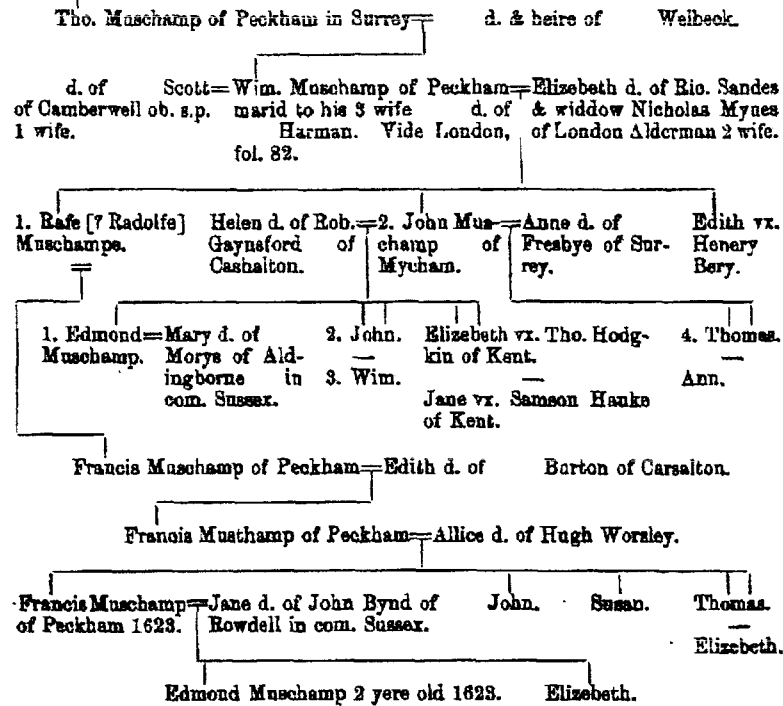 Tho. Muschamp of Peckham in Surrey= d. & heire of Welbeck.
d. of Scott=Wim. Muschamp of Peckham=Elizebeth d. of Ric. Sandes
of Camberwell ob. s.p. marid to his 3 wife d. of & widdow Nicholas Mynes
1 wife. Harman. Vide London, of London Alderman 2 wife.
fol. 82.
1. Rafe [? Radolfe] Helen d. of Rob.=2. John Mus-=Anne d. of Edith vx.
Muschampe. Gaynsford of champ of Fresbye of Sur- Henery
= Cashalton. Mycham. rey. Bery.
1. Edmond=Mary d. of 2. John. Elizebeth vx. Tho. Hodg- 4. Thomas.
Muschamp. Morys of Ald- — kin of Kent. —
ingborne in 3. Wim. — Ann.
com. Sussex. Jane vx. Samson Hanke
of Kent.
Francis Muschamp of Peckham=Edith d. of Burton of Carsalton.
Francis Musthamp of Peckham=Allice d. of Hugh Worsley.
Francis Muschamp=Jane d. of John Bynd of John. Susan. Thomas.
of Peckham 1623. Rowdell in com. Sussex. —
Elizebeth.
Edmond Muschamp 2 yere old 1623. Elizebeth.